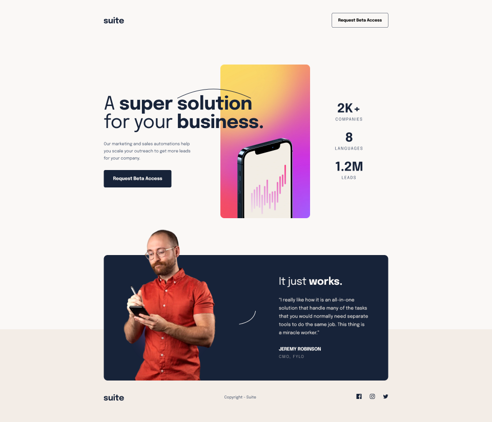 suite
Request Beta Access
A super solution
for your business.
Our marketing and sales automations help
you scale your outreach to get more leads
for your company.
Request Beta Access
2K+
COMPANIES
8
LANGUAGES
1.2M
LEADS
It just works.
“I really like how it is an all-in-one
solution that handle many of the tasks
that you would normally need separate
tools to do the same job. This thing is
a miracle worker.”
JEREMY ROBINSON
CMO, FYLO
suite
Copyright - Suite